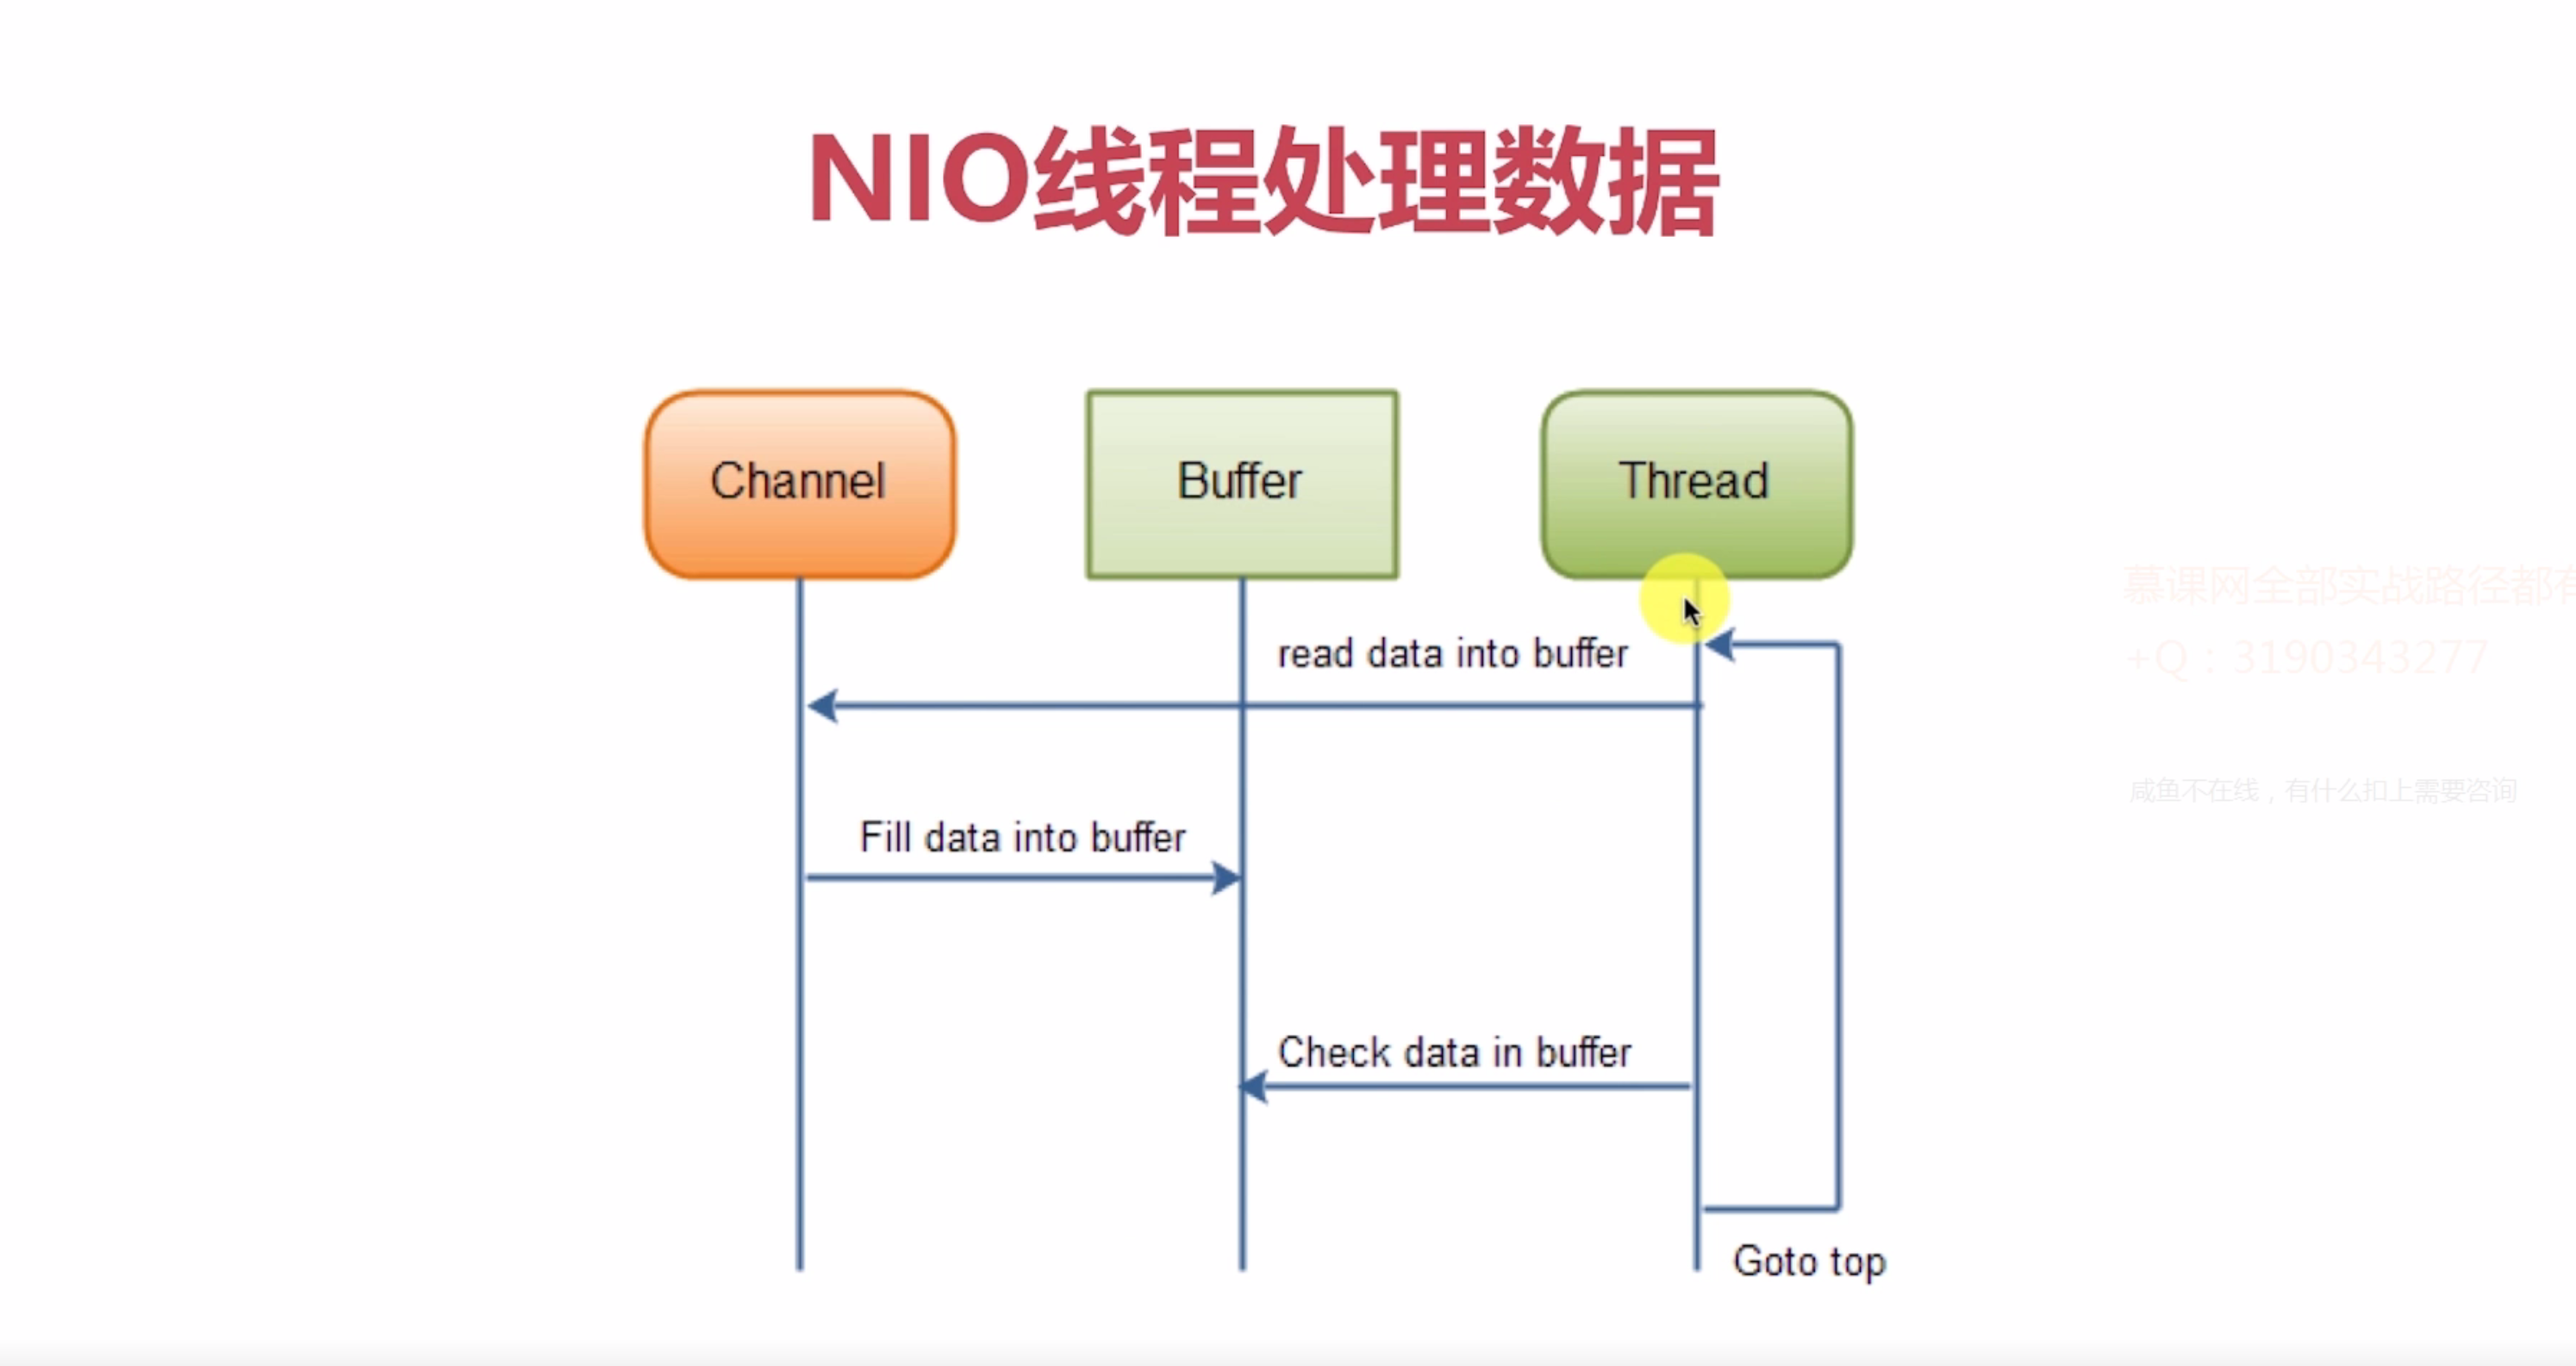 NIO线程处理数据
Channel
Buffer
Thread
read data into buffer
Fill data into buffer
Check data in buffer
Goto top
慕课网全部实战路径都有
+Q：3190343277
咸鱼不在线，有什么扣上需要咨询